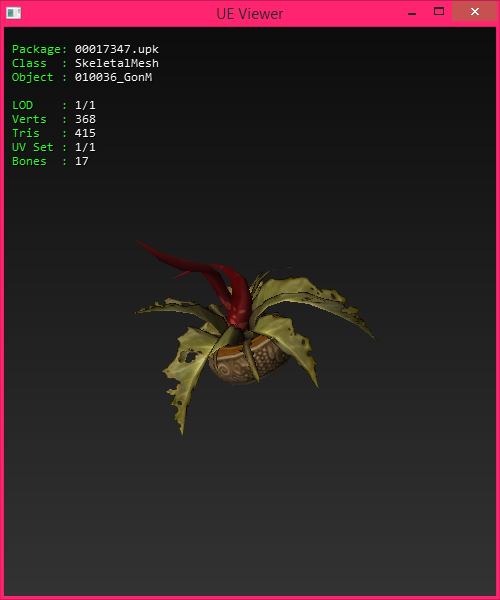 UE Viewer
Package: 00017347.upk
Class : SkeletalMesh
Object : 010036_GonM
LOD : 1/1
Verts : 368
Tris : 415
UV Set : 1/1
Bones : 17